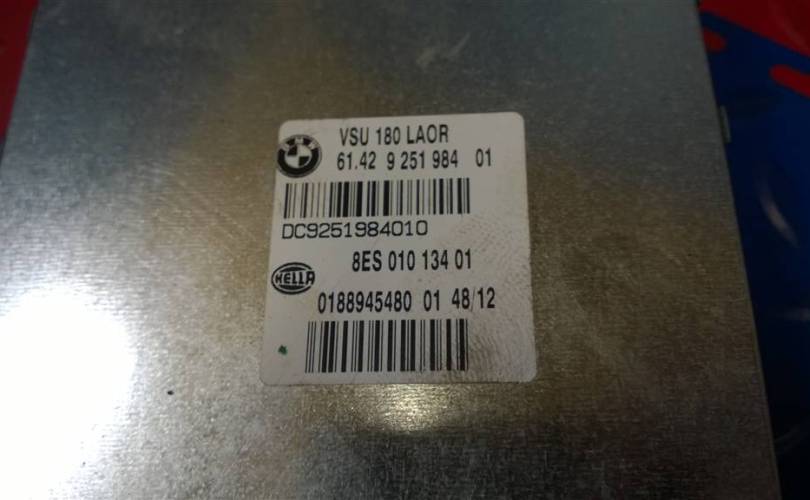 VSU 180 LAOR
61.42 9 251 984 01
DC9251984010
8ES 010 134 01
HELLA
0188945480 01 48/12